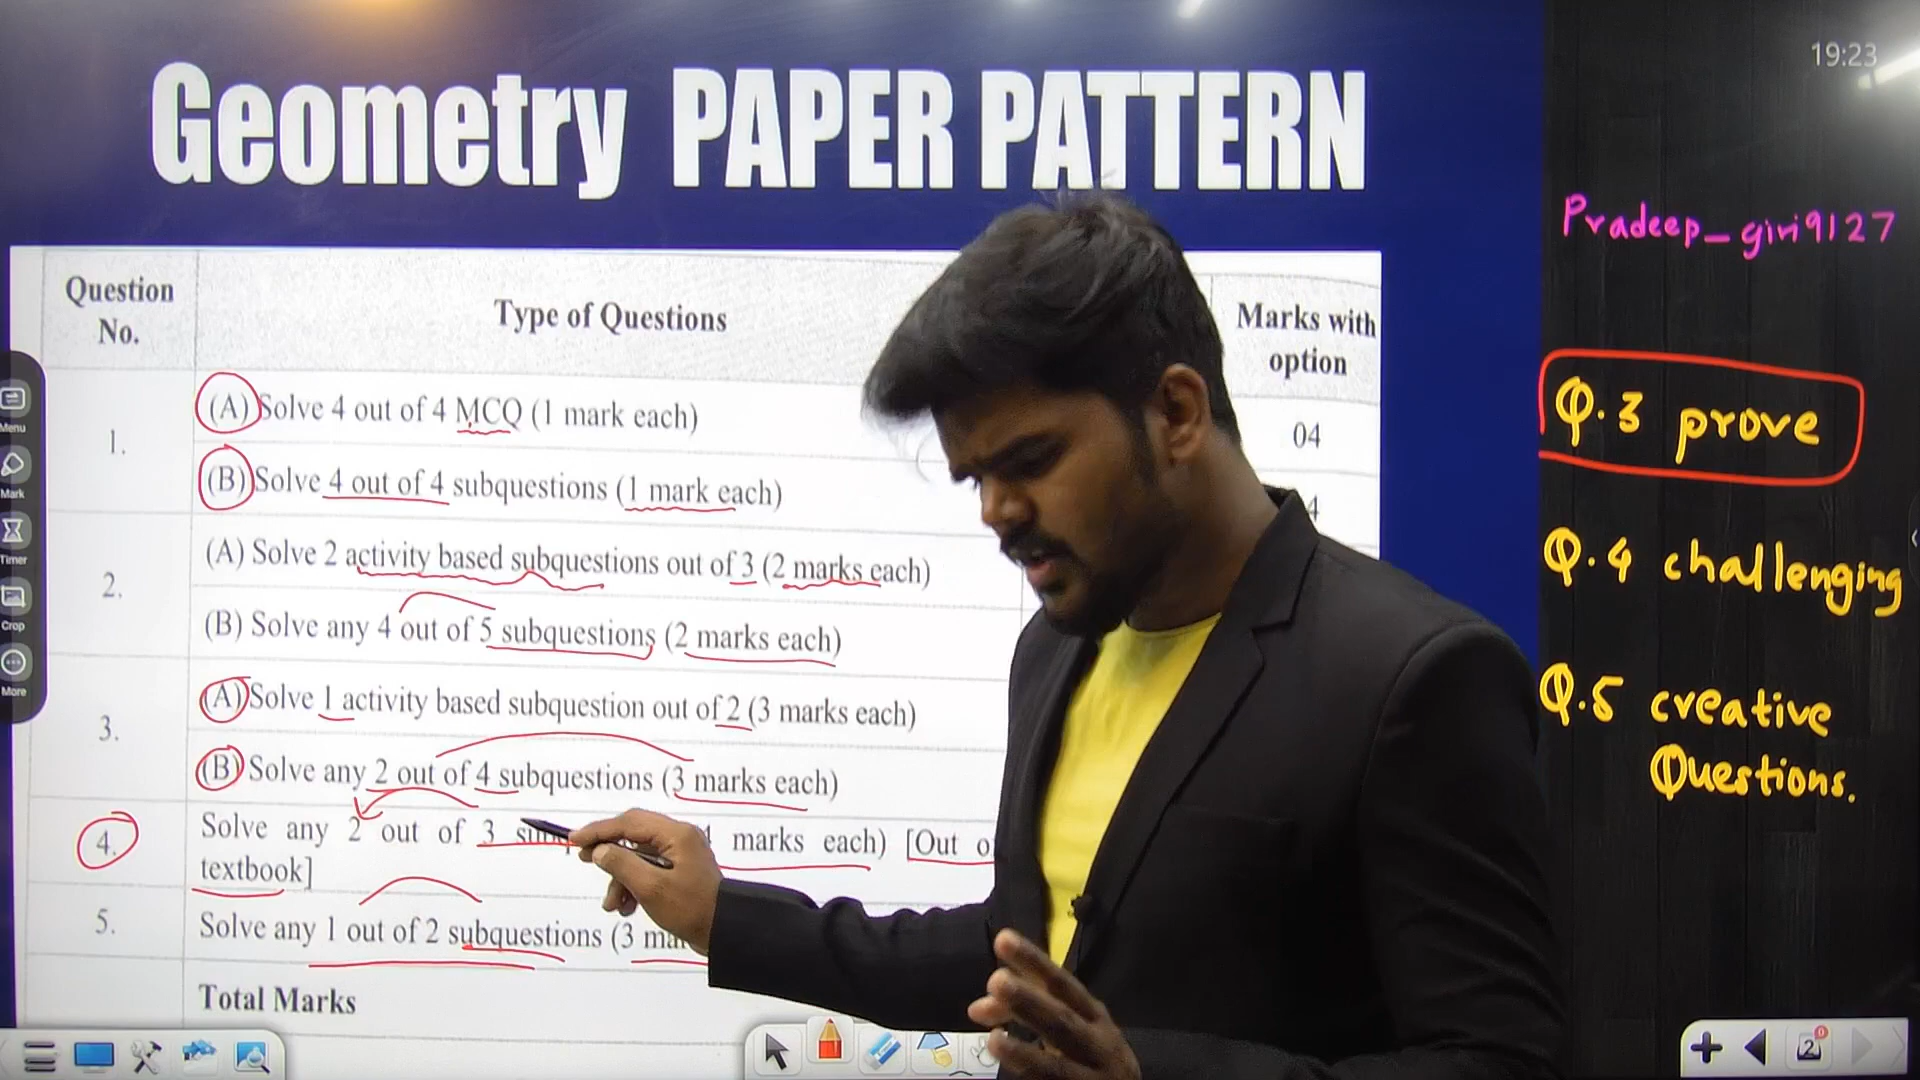 19:23
Geometry PAPER PATTERN
Pradeep_giri9127
Question No.
Type of Questions
Marks with option
1.
(A) Solve 4 out of 4 MCQ (1 mark each)
04
(B) Solve 4 out of 4 subquestions (1 mark each)
4
2.
(A) Solve 2 activity based subquestions out of 3 (2 marks each)
(B) Solve any 4 out of 5 subquestions (2 marks each)
3.
(A) Solve 1 activity based subquestion out of 2 (3 marks each)
(B) Solve any 2 out of 4 subquestions (3 marks each)
4.
Solve any 2 out of 3 marks each) [Out
textbook]
5.
Solve any 1 out of 2 subquestions (3
Total Marks
Q.3 prove
Q.4 challenging
Q.5 creative
Questions.
Menu
Mark
Timer
Crop
More
2
0